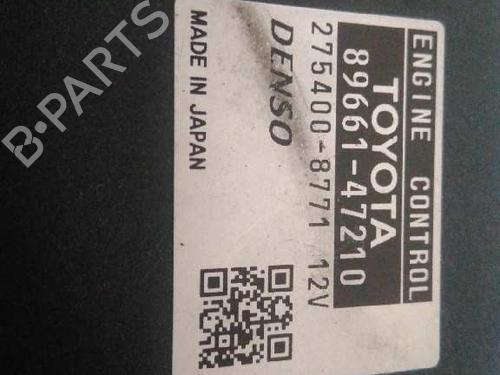 ENGINE CONTROL
TOYOTA
89661-47210
275400-8771 12V
DENSO
MADE IN JAPAN
B-PARTS